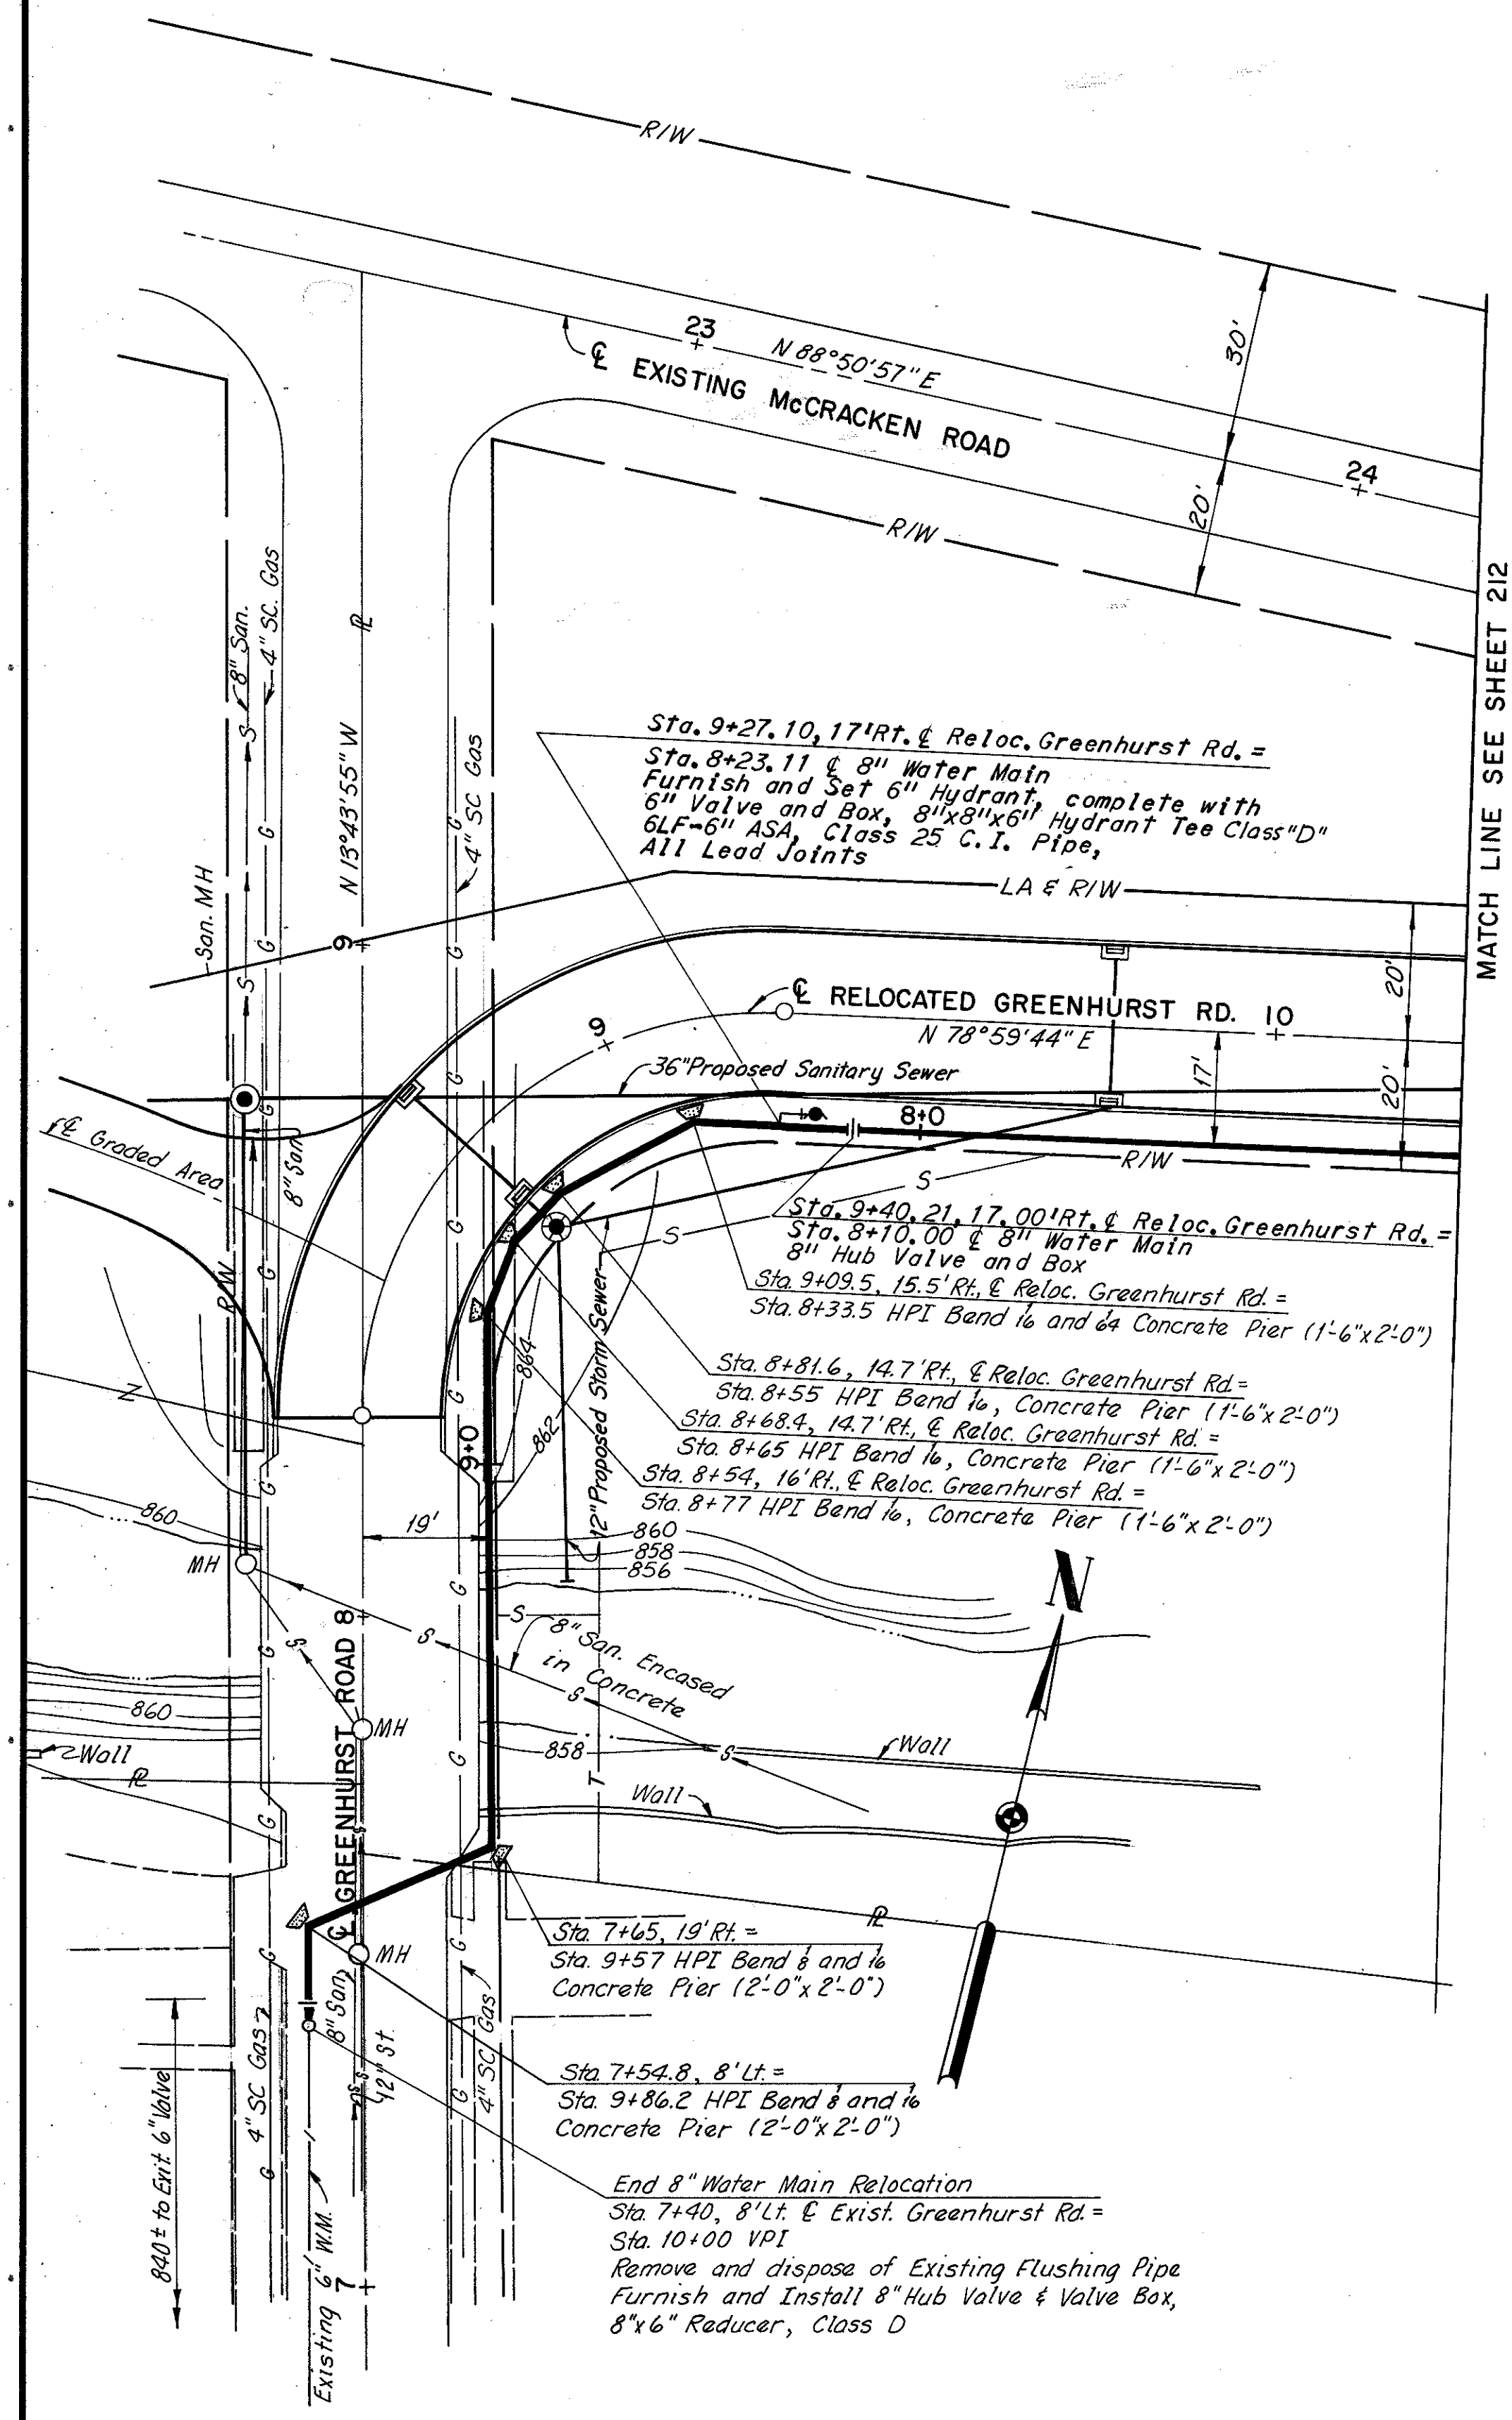 R/W
23
N 88°50'57" E
℄ EXISTING McCRACKEN ROAD
30'
24
20'
R/W
MATCH LINE SEE SHEET 212
8" San.
4" SC. Gas
S
S
℞
N 13°43'55" W
4" SC Gas
G
G
G
G
San. MH
S
9
Sta. 9+27.10, 17' Rt. ℄ Reloc. Greenhurst Rd. =
Sta. 8+23.11 ℄ 8" Water Main
Furnish and Set 6" Hydrant, complete with
6" Valve and Box, 8"x8"x6" Hydrant Tee Class "D"
6LF-6" ASA, Class 25 C.I. Pipe,
All Lead Joints
LA & R/W
20'
℄ RELOCATED GREENHURST RD. 10
N 78°59'44" E
9
36" Proposed Sanitary Sewer
17'
20'
8+0
R/W
S
S
℄ Graded Area
8" San
R/W
G
G
G
G
Sta. 9+40.21, 17.00' Rt. ℄ Reloc. Greenhurst Rd. =
Sta. 8+10.00 ℄ 8" Water Main
8" Hub Valve and Box
Sta. 9+09.5, 15.5' Rt., ℄ Reloc. Greenhurst Rd. =
Sta. 8+33.5 HPI Bend 1/16 and 1/64 Concrete Pier (1'-6"x2'-0")
Sta. 8+81.6, 14.7' Rt., ℄ Reloc. Greenhurst Rd =
Sta. 8+55 HPI Bend 1/16, Concrete Pier (1'-6"x 2'-0")
Sta. 8+68.4, 14.7' Rt., ℄ Reloc. Greenhurst Rd. =
Sta. 8+65 HPI Bend 1/16, Concrete Pier (1'-6"x 2'-0")
Sta. 8+54, 16' Rt., ℄ Reloc. Greenhurst Rd. =
Sta. 8+77 HPI Bend 1/16, Concrete Pier (1'-6"x 2'-0")
864
862
12" Proposed Storm Sewer
N
9+0
G
860
19'
860
858
856
MH
N
S
8" San. Encased
in Concrete
S
S
S
S
G
G
860
MH
Wall
℞
858
Wall
Wall
T
G
G
℄ GREENHURST ROAD 8
S
℞
Sta. 7+65, 19' Rt. =
Sta. 9+57 HPI Bend 1/8 and 1/16
Concrete Pier (2'-0"x 2'-0")
MH
8" San.
12" St.
4" SC Gas
4" SC Gas
G
G
G
G
Sta. 7+54.8, 8' Lt. =
Sta. 9+86.2 HPI Bend 1/8 and 1/16
Concrete Pier (2'-0"x 2'-0")
840± to Exit. 6" Valve
End 8" Water Main Relocation
Sta. 7+40, 8' Lt. ℄ Exist. Greenhurst Rd. =
Sta. 10+00 VPI
Remove and dispose of Existing Flushing Pipe
Furnish and Install 8" Hub Valve & Valve Box,
8"x6" Reducer, Class D
Existing 6" W.M.
7